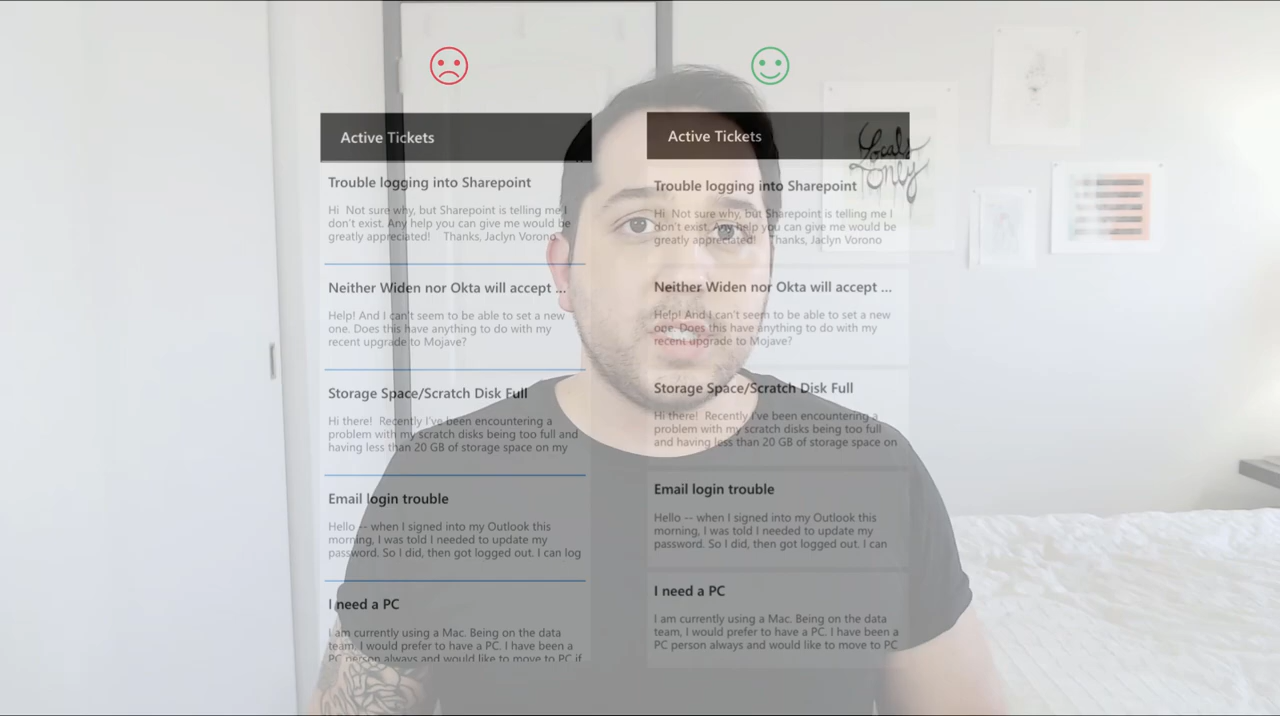 Active Tickets
Trouble logging into Sharepoint
Hi  Not sure why, but Sharepoint is telling me I
don't exist. Any help you can give me would be
greatly appreciated!    Thanks, Jaclyn Vorono
Neither Widen nor Okta will accept ...
Help! And I can't seem to be able to set a new
one. Does this have anything to do with my
recent upgrade to Mojave?
Storage Space/Scratch Disk Full
Hi there!  Recently I've been encountering a
problem with my scratch disks being too full and
having less than 20 GB of storage space on my
Email login trouble
Hello -- when I signed into my Outlook this
morning, I was told I needed to update my
password. So I did, then got logged out. I can log
I need a PC
I am currently using a Mac. Being on the data
team, I would prefer to have a PC. I have been a
PC person always and would like to move to PC if
Active Tickets
Trouble logging into Sharepoint
Hi  Not sure why, but Sharepoint is telling me I
don't exist. Any help you can give me would be
greatly appreciated!    Thanks, Jaclyn Vorono
Neither Widen nor Okta will accept ...
Help! And I can't seem to be able to set a new
one. Does this have anything to do with my
recent upgrade to Mojave?
Storage Space/Scratch Disk Full
Hi there!  Recently I've been encountering a
problem with my scratch disks being too full
and having less than 20 GB of storage space on
Email login trouble
Hello -- when I signed into my Outlook this
morning, I was told I needed to update my
password. So I did, then got logged out. I can
I need a PC
I am currently using a Mac. Being on the data
team, I would prefer to have a PC. I have been a
PC person always and would like to move to PC
Locals
Only